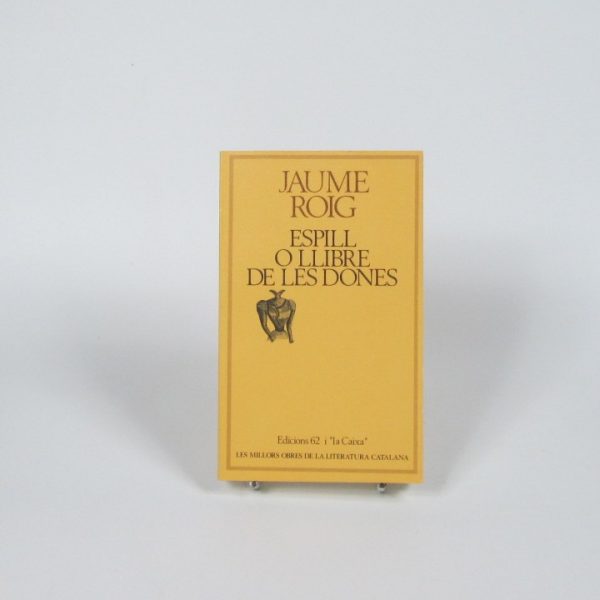 JAUME
ROIG
ESPILL
O LLIBRE
DE LES DONES
Edicions 62 i "la Caixa"
LES MILLORS OBRES DE LA LITERATURA CATALANA